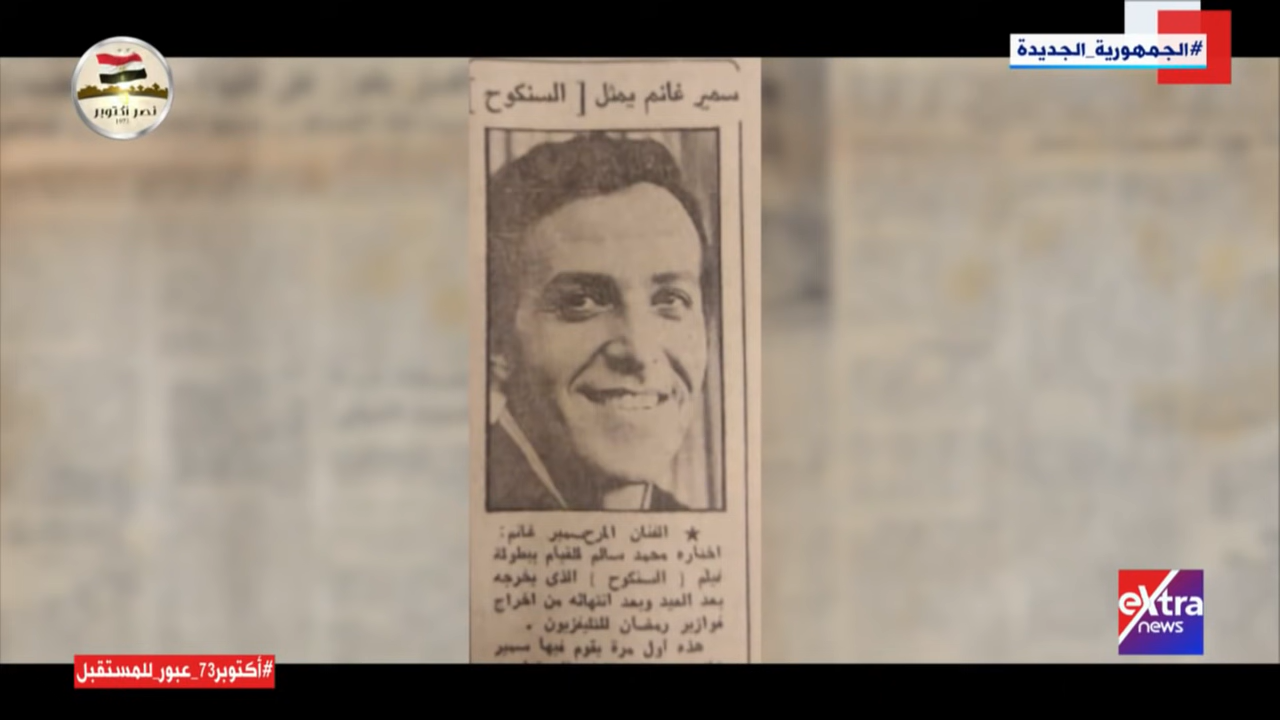 #الجمهورية_الجديدة
نصر أكتوبر
سمير غانم يمثل [ السنكوح ]
★ الفنان المرح سمير غانم :
اختاره محمد سالم للقيام ببطولة
فيلم [ السنكوح ] الذى يخرجه
بعد العيد وبعد انتهائه من اخراج
فوازير رمضان للتليفزيون .
هذه أول مرة يقوم فيها سمير
extra
news
#أكتوبر73_عبور_للمستقبل